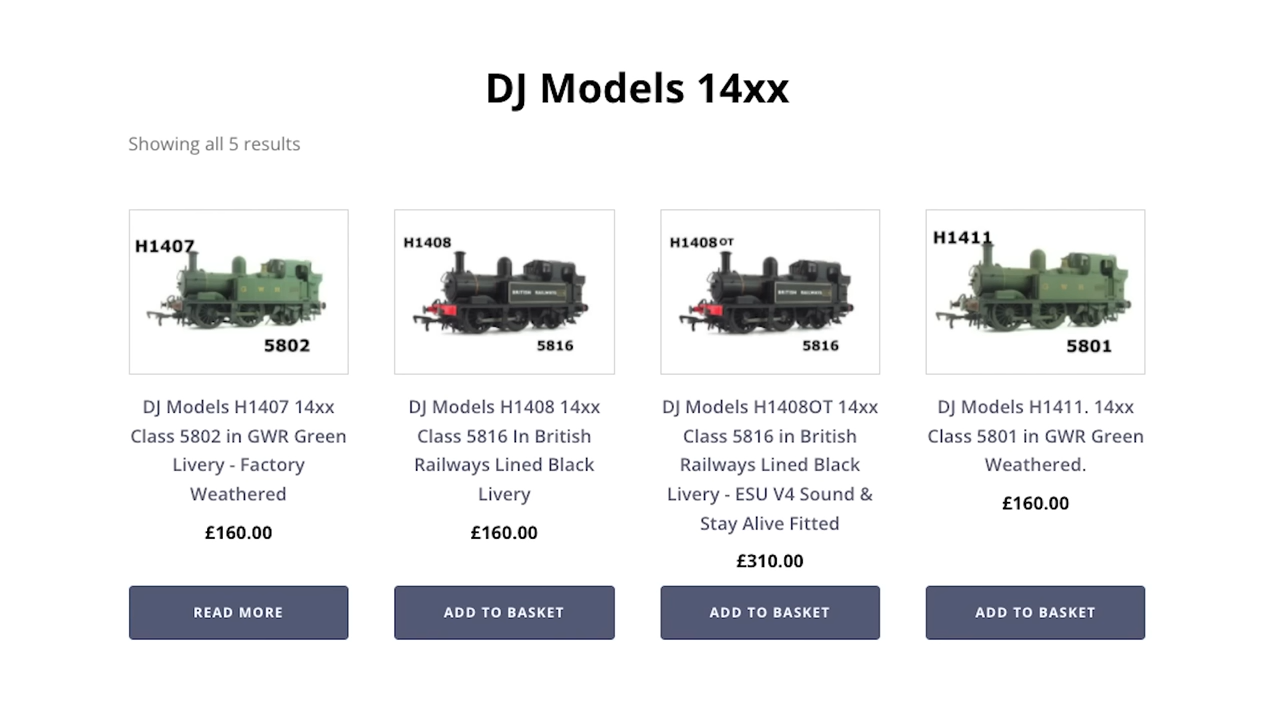 DJ Models 14xx
Showing all 5 results
H1407
5802
H1408
BRITISH RAILWAYS
5816
H1408OT
BRITISH RAILWAYS
5816
H1411
5801
DJ Models H1407 14xx
Class 5802 in GWR Green
Livery - Factory
Weathered
£160.00
READ MORE
DJ Models H1408 14xx
Class 5816 In British
Railways Lined Black
Livery
£160.00
ADD TO BASKET
DJ Models H1408OT 14xx
Class 5816 in British
Railways Lined Black
Livery - ESU V4 Sound &
Stay Alive Fitted
£310.00
ADD TO BASKET
DJ Models H1411. 14xx
Class 5801 in GWR Green
Weathered.
£160.00
ADD TO BASKET